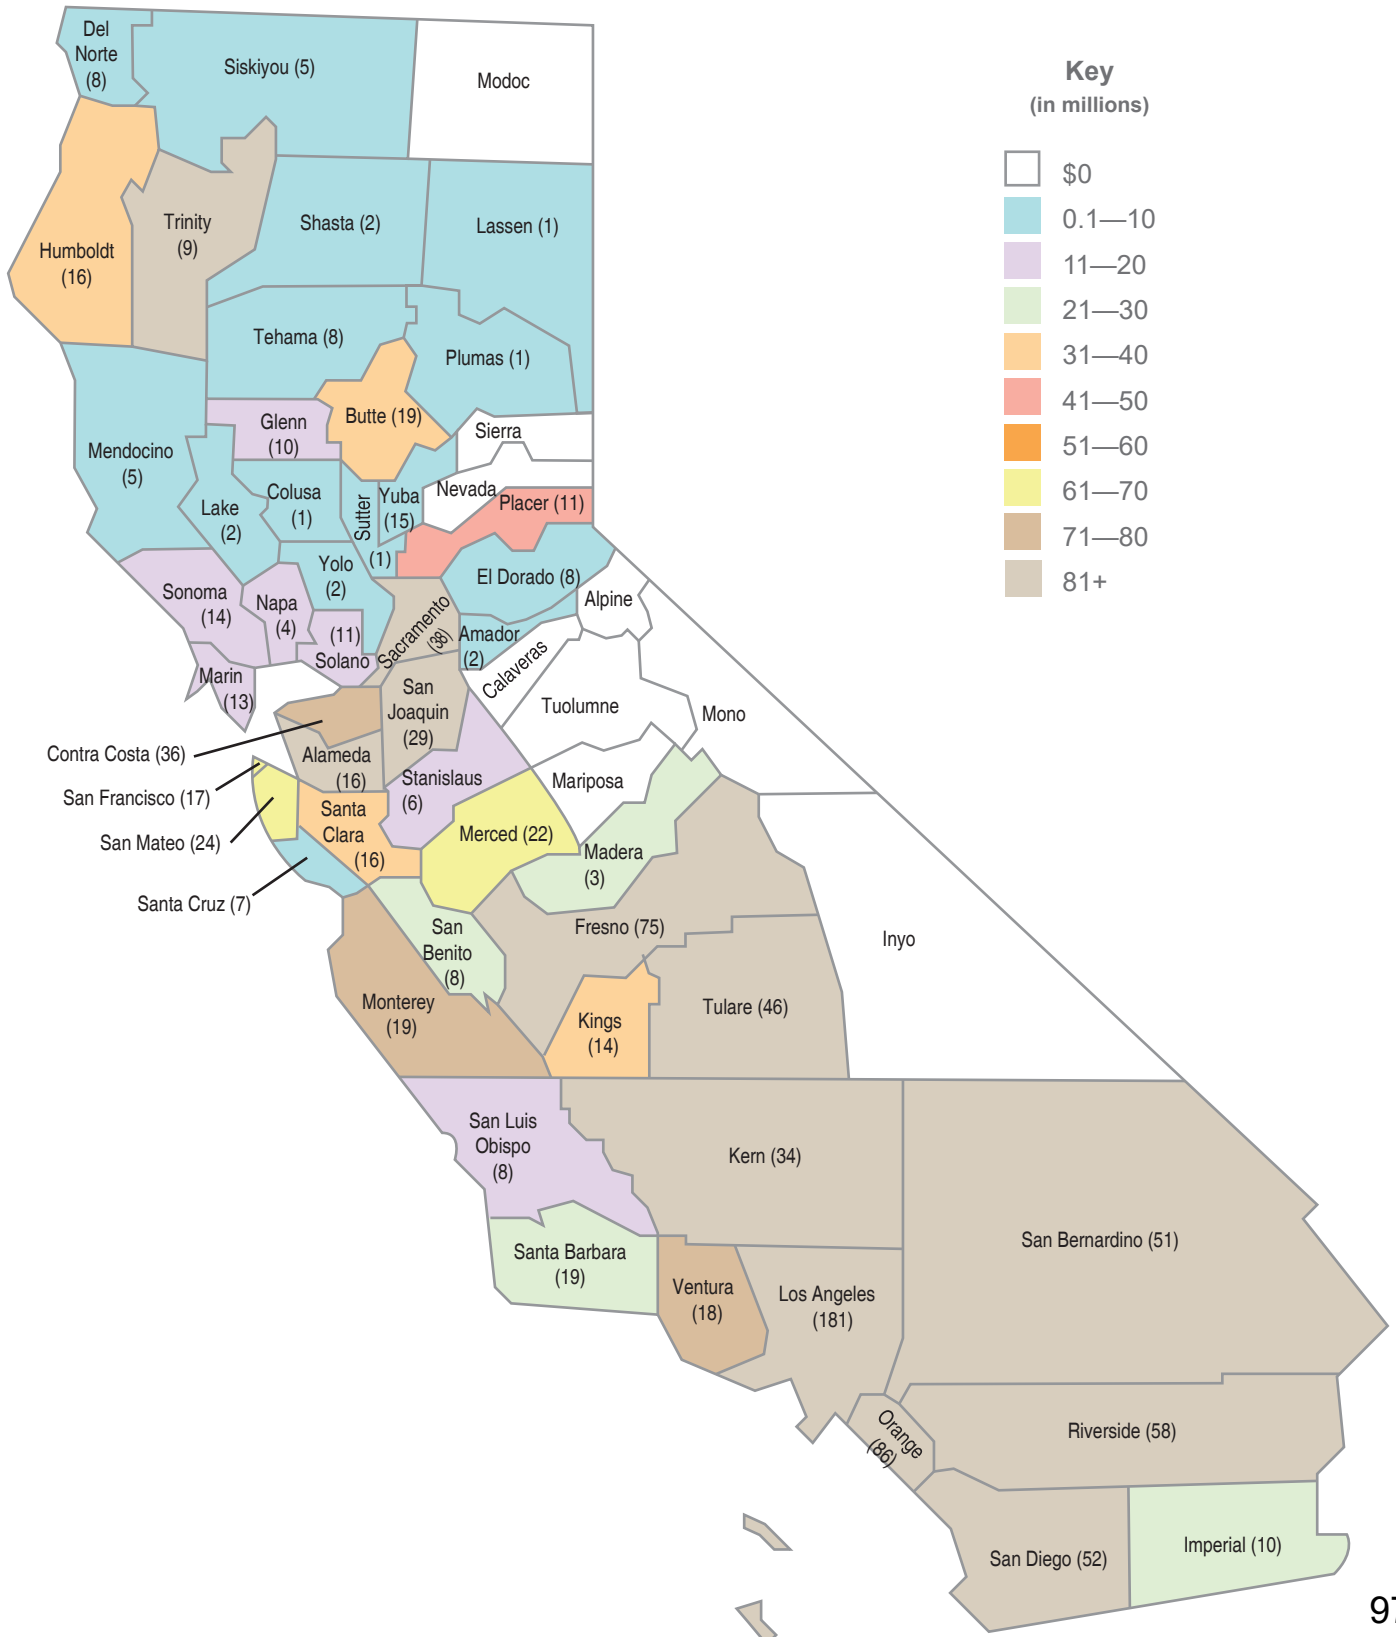 Del
Norte
(8)
Siskiyou (5)
Modoc
Key
(in millions)
$0
0.1—10
11—20
21—30
31—40
41—50
51—60
61—70
71—80
81+
Humboldt
(16)
Trinity
(9)
Shasta (2)
Lassen (1)
Tehama (8)
Plumas (1)
Butte (19)
Glenn
(10)
Sierra
Mendocino
(5)
Lake
(2)
Colusa
(1)
Sutter
(1)
Yuba
(15)
Nevada
Placer (11)
Yolo
(2)
El Dorado (8)
Sonoma
(14)
Napa
(4)
(11)
Solano
Sacramento
(38)
Amador
(2)
Alpine
Calaveras
Marin
(13)
San
Joaquin
(29)
Tuolumne
Mono
Contra Costa (36)
Alameda
(16)
Stanislaus
(6)
Mariposa
San Francisco (17)
San Mateo (24)
Santa
Clara
(16)
Merced (22)
Madera
(3)
Santa Cruz (7)
San
Benito
(8)
Fresno (75)
Inyo
Monterey
(19)
Kings
(14)
Tulare (46)
San Luis
Obispo
(8)
Kern (34)
San Bernardino (51)
Santa Barbara
(19)
Ventura
(18)
Los Angeles
(181)
Orange
(86)
Riverside (58)
San Diego (52)
Imperial (10)